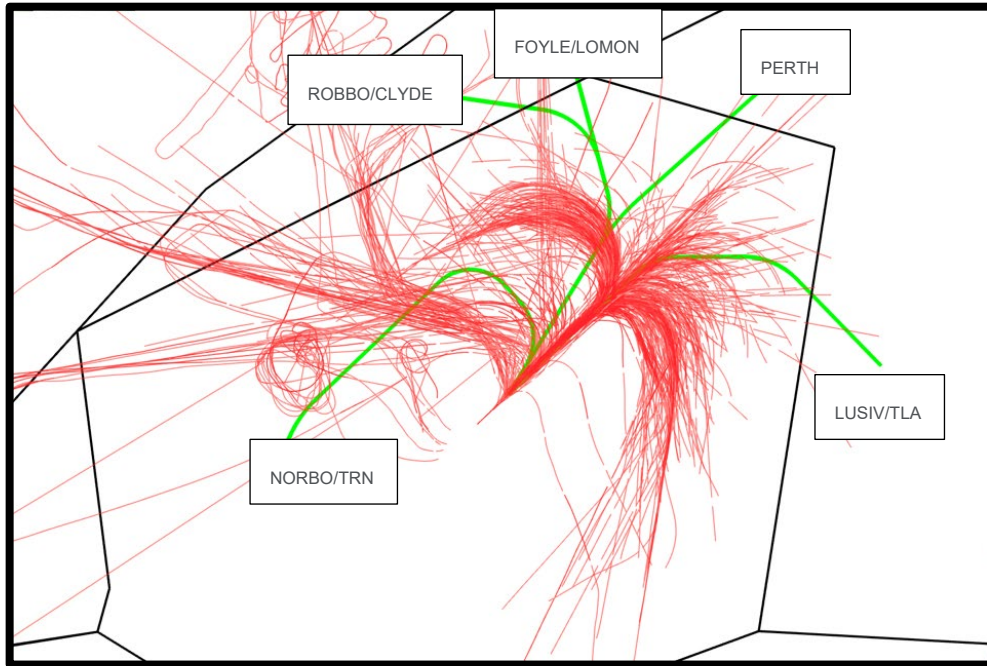 FOYLE/LOMON
PERTH
ROBBO/CLYDE
LUSIV/TLA
NORBO/TRN